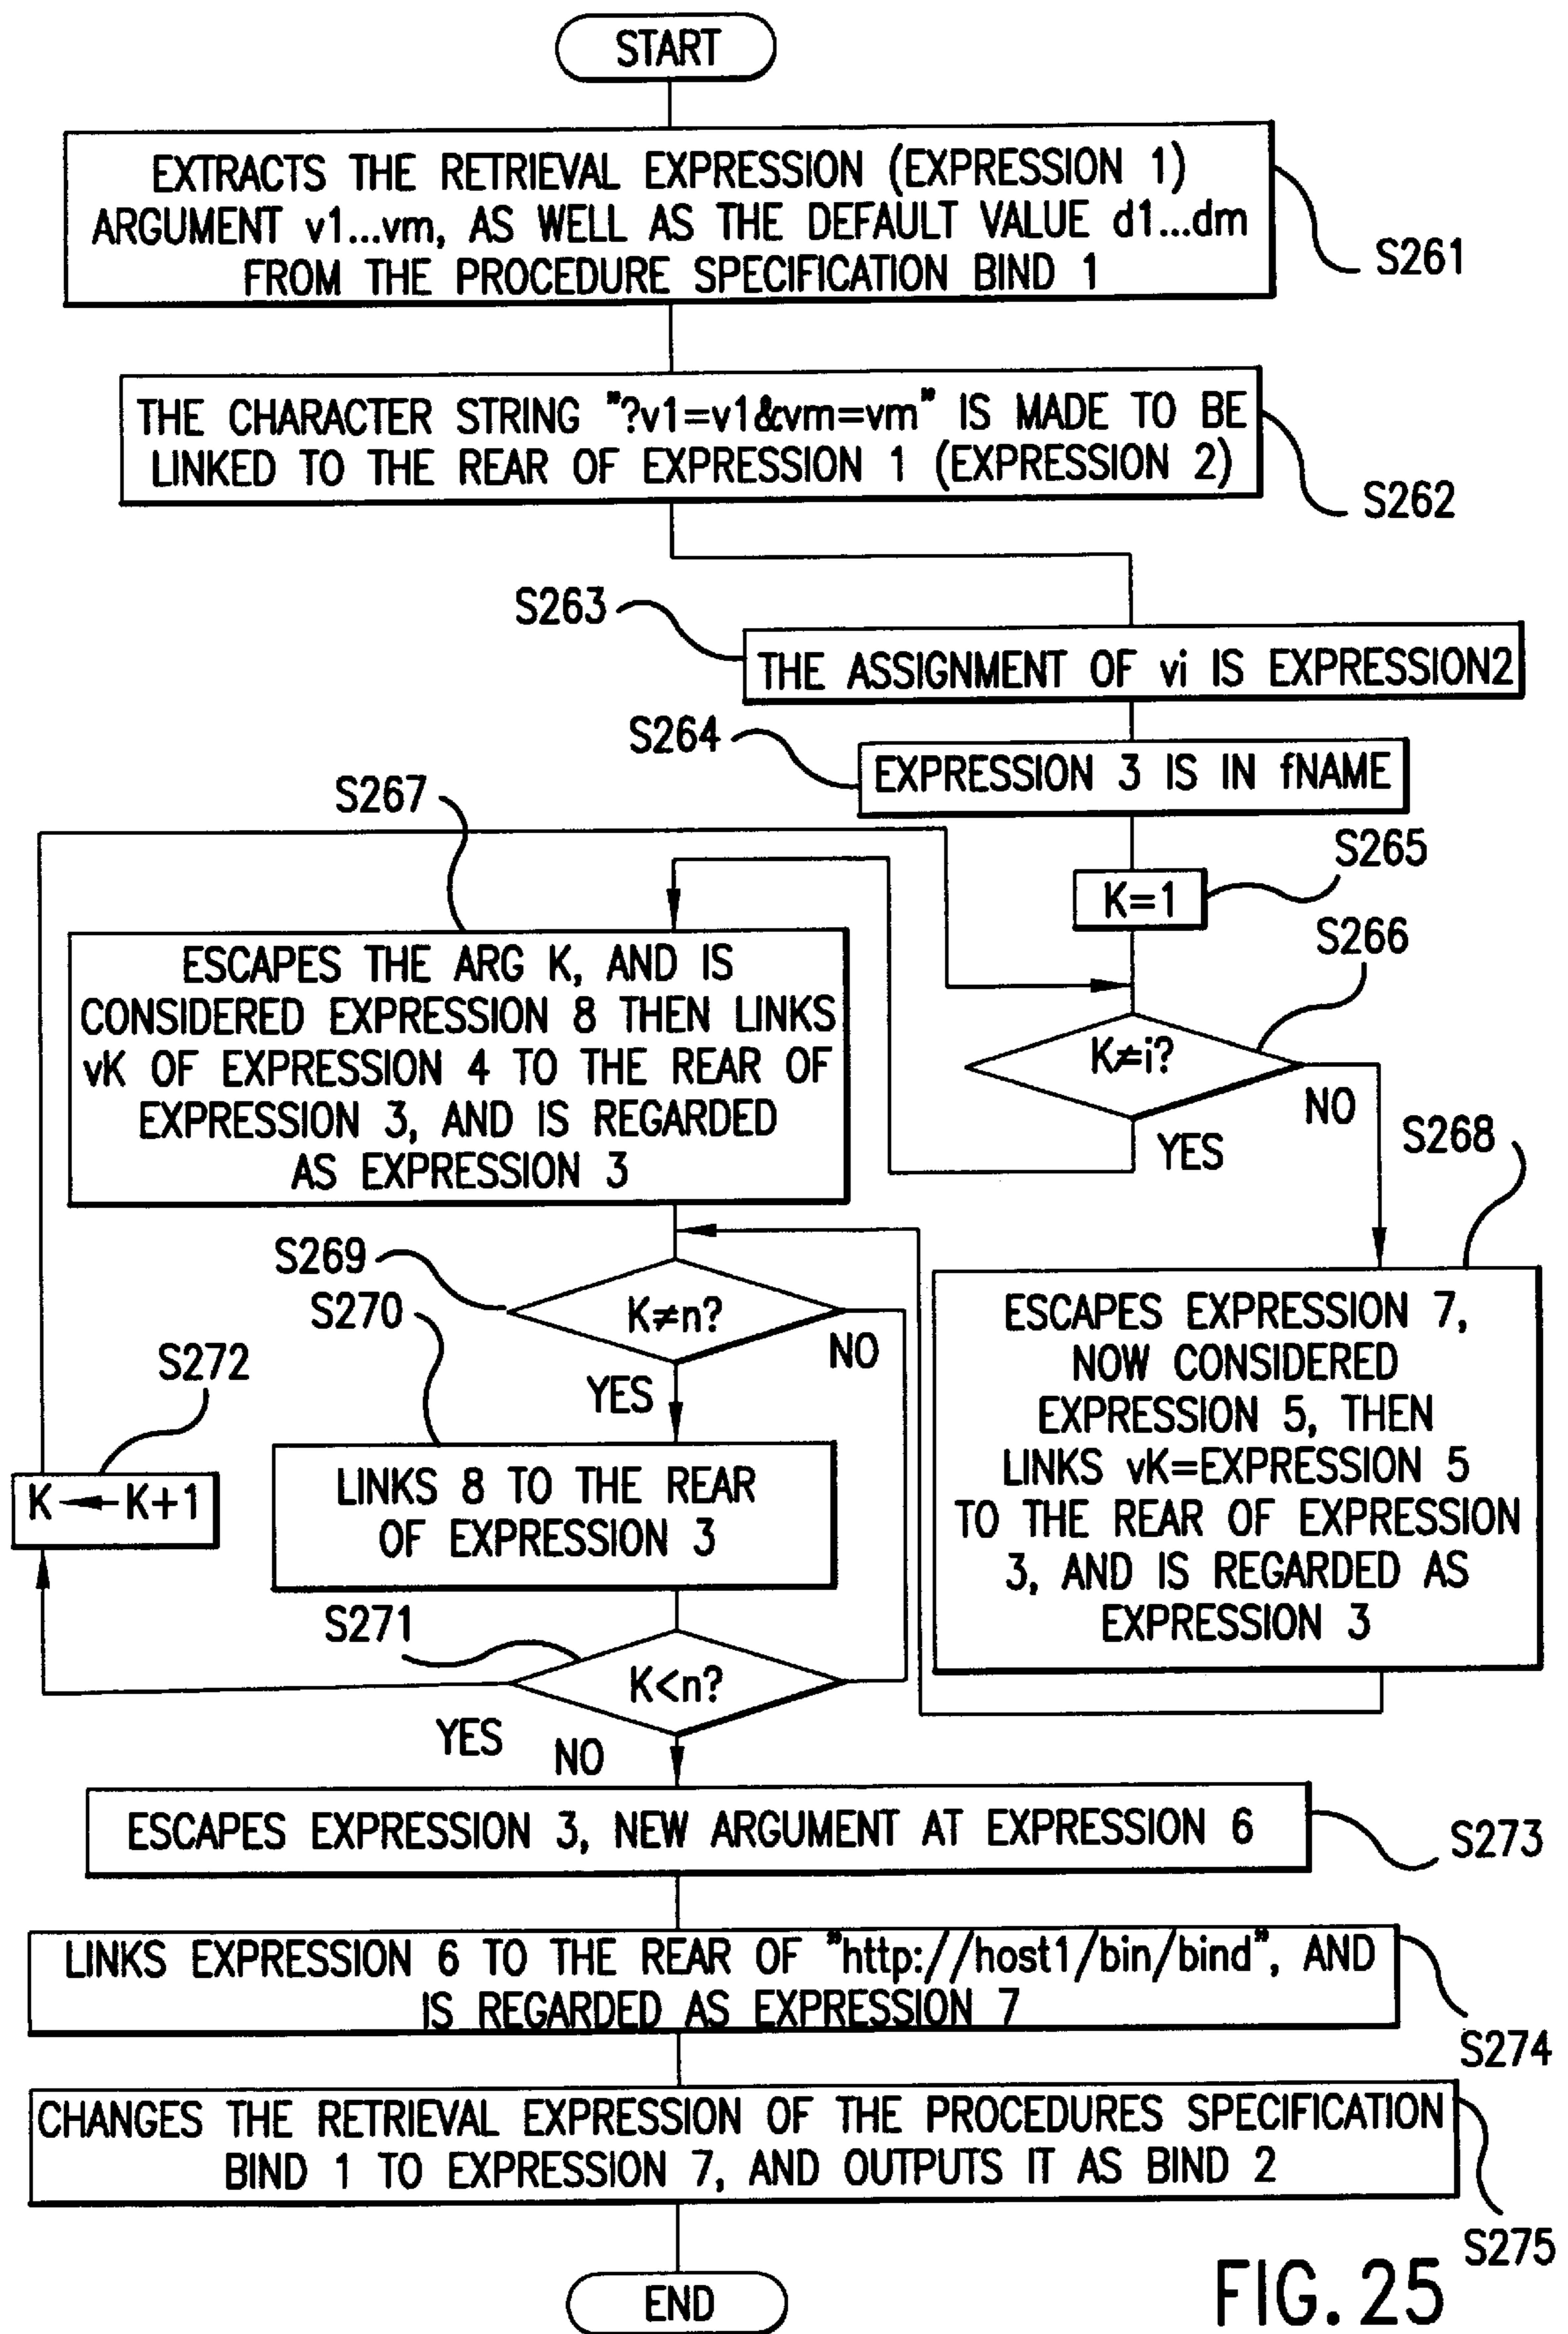 START
EXTRACTS THE RETRIEVAL EXPRESSION (EXPRESSION 1)
ARGUMENT v1...vm, AS WELL AS THE DEFAULT VALUE d1...dm
FROM THE PROCEDURE SPECIFICATION BIND 1
S261
THE CHARACTER STRING "?v1=v1&vm=vm" IS MADE TO BE
LINKED TO THE REAR OF EXPRESSION 1 (EXPRESSION 2)
S262
S263
THE ASSIGNMENT OF vi IS EXPRESSION2
S264
EXPRESSION 3 IS IN fNAME
S265
K=1
S266
K≠i?
YES
NO
S267
ESCAPES THE ARG K, AND IS
CONSIDERED EXPRESSION 8 THEN LINKS
vK OF EXPRESSION 4 TO THE REAR OF
EXPRESSION 3, AND IS REGARDED
AS EXPRESSION 3
S268
ESCAPES EXPRESSION 7,
NOW CONSIDERED
EXPRESSION 5, THEN
LINKS vK=EXPRESSION 5
TO THE REAR OF EXPRESSION
3, AND IS REGARDED AS
EXPRESSION 3
S269
K≠n?
NO
YES
S270
LINKS 8 TO THE REAR
OF EXPRESSION 3
S272
K←K+1
S271
K<n?
YES
NO
ESCAPES EXPRESSION 3, NEW ARGUMENT AT EXPRESSION 6
S273
LINKS EXPRESSION 6 TO THE REAR OF "http://host1/bin/bind", AND
IS REGARDED AS EXPRESSION 7
S274
CHANGES THE RETRIEVAL EXPRESSION OF THE PROCEDURES SPECIFICATION
BIND 1 TO EXPRESSION 7, AND OUTPUTS IT AS BIND 2
S275
END
FIG. 25